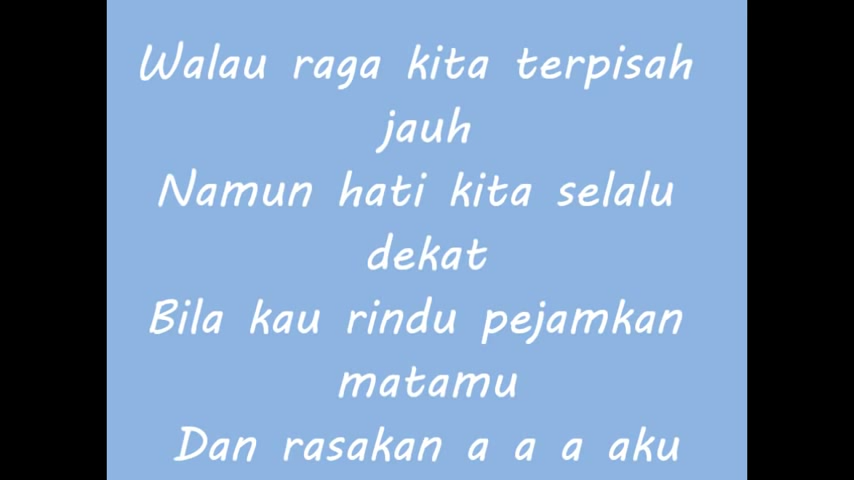 Walau raga kita terpisah
jauh
Namun hati kita selalu
dekat
Bila kau rindu pejamkan
matamu
Dan rasakan a a a aku